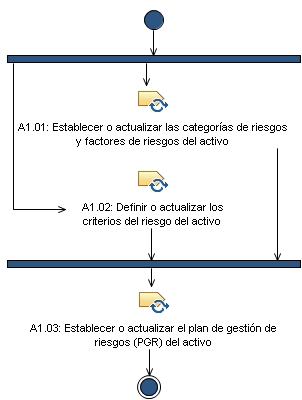 A1.01: Establecer o actualizar las categorías de riesgos
y factores de riesgos del activo
A1.02: Definir o actualizar los
criterios del riesgo del activo
A1.03: Establecer o actualizar el plan de gestión de
riesgos (PGR) del activo